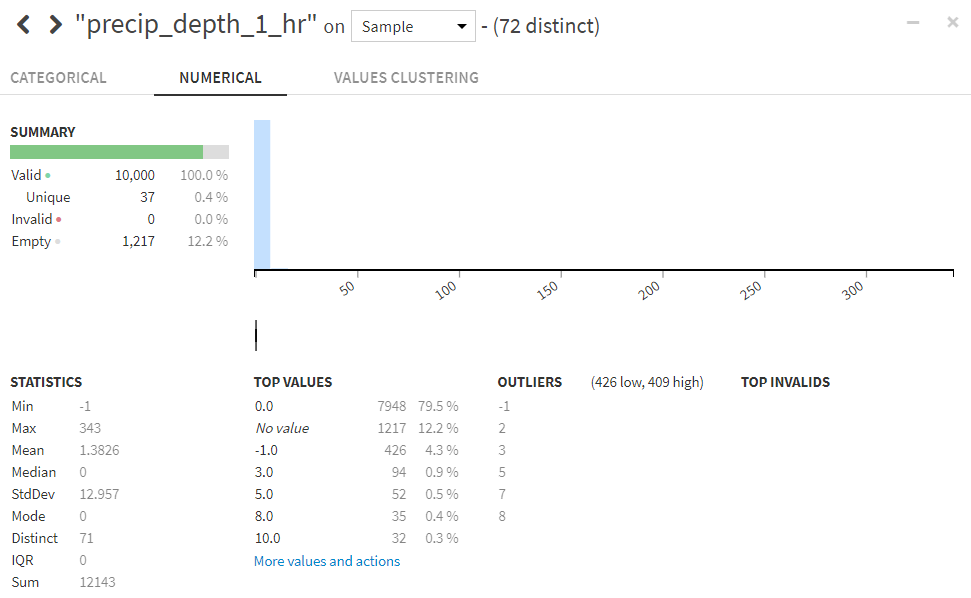 "precip_depth_1_hr" on Sample - (72 distinct)
CATEGORICAL NUMERICAL VALUES CLUSTERING
SUMMARY
Valid 10,000 100.0 %
Unique 37 0.4 %
Invalid 0 0.0 %
Empty 1,217 12.2 %
50 100 150 200 250 300
STATISTICS
Min -1
Max 343
Mean 1.3826
Median 0
StdDev 12.957
Mode 0
Distinct 71
IQR 0
Sum 12143
TOP VALUES
0.0 7948 79.5 %
No value 1217 12.2 %
-1.0 426 4.3 %
3.0 94 0.9 %
5.0 52 0.5 %
8.0 35 0.4 %
10.0 32 0.3 %
More values and actions
OUTLIERS (426 low, 409 high)
-1
2
3
5
7
8
TOP INVALIDS